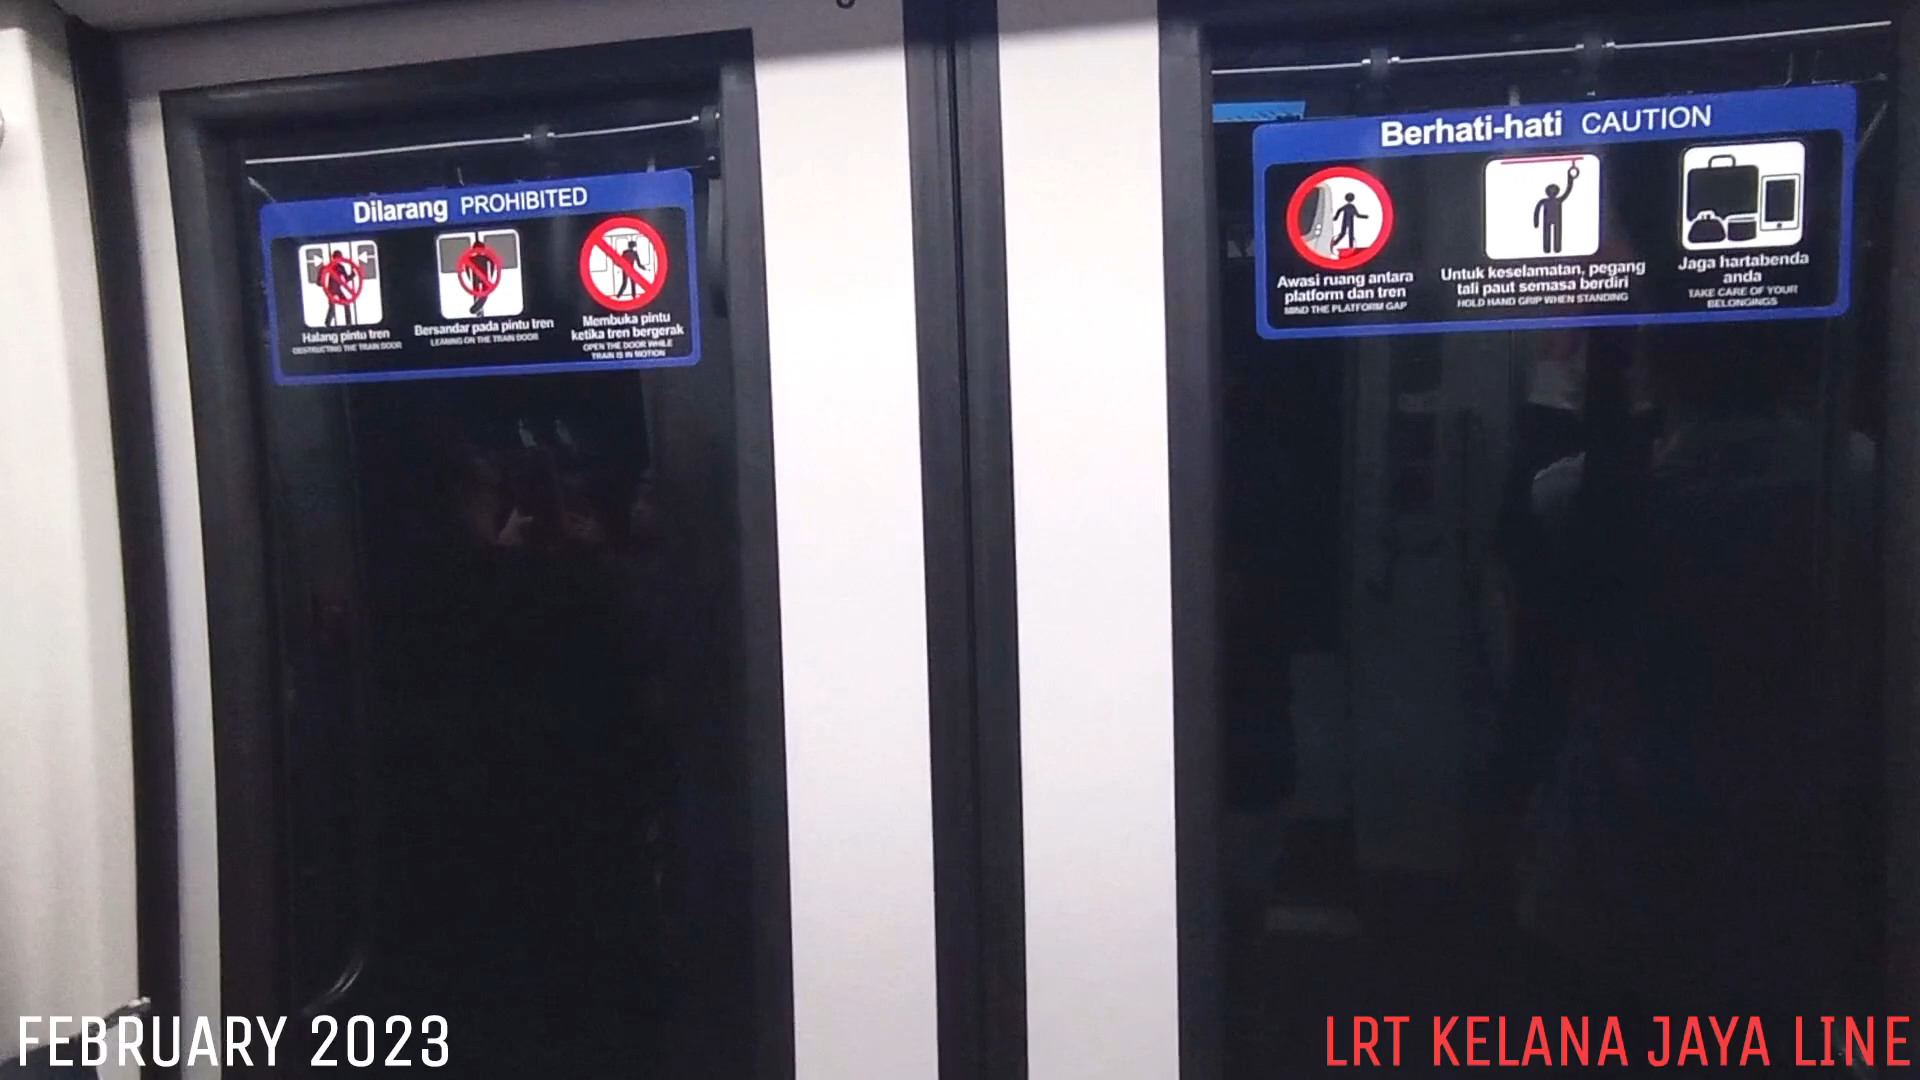 Dilarang PROHIBITED
Halang pintu tren
OBSTRUCTING THE TRAIN DOOR
Bersandar pada pintu tren
LEANING ON THE TRAIN DOOR
Membuka pintu
ketika tren bergerak
OPEN THE DOOR WHILE
TRAIN IS IN MOTION
Berhati-hati CAUTION
Awasi ruang antara
platform dan tren
MIND THE PLATFORM GAP
Untuk keselamatan, pegang
tali paut semasa berdiri
HOLD HAND GRIP WHEN STANDING
Jaga hartabenda
anda
TAKE CARE OF YOUR
BELONGINGS
FEBRUARY 2023
LRT KELANA JAYA LINE